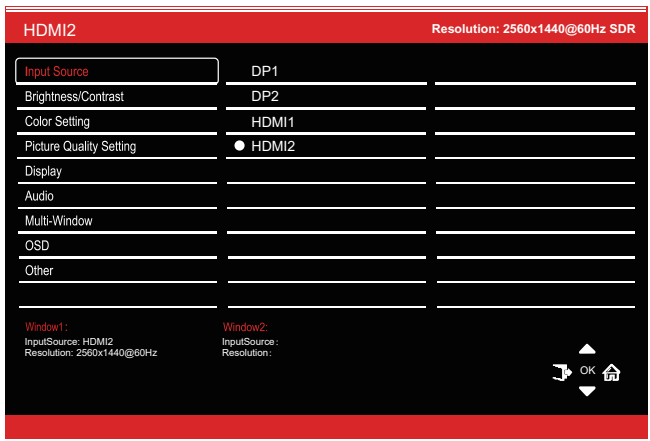 HDMI2
Resolution: 2560x1440@60Hz SDR
Input Source
DP1
Brightness/Contrast
DP2
Color Setting
HDMI1
Picture Quality Setting
HDMI2
Display
Audio
Multi-Window
OSD
Other
Window1:
InputSource: HDMI2
Resolution: 2560x1440@60Hz
Window2:
InputSource:
Resolution:
OK